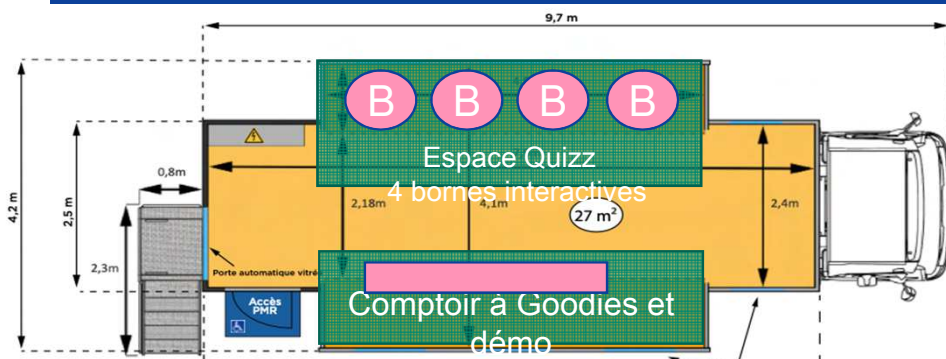 9,7 m
B B B B
Espace Quizz
4 bornes interactives
0,8m
4,2 m
2,5 m
2,18m
4,1m
27 m²
2,4m
2,3m
Porte automatique vitré
Accès
PMR
Comptoir à Goodies et
démo